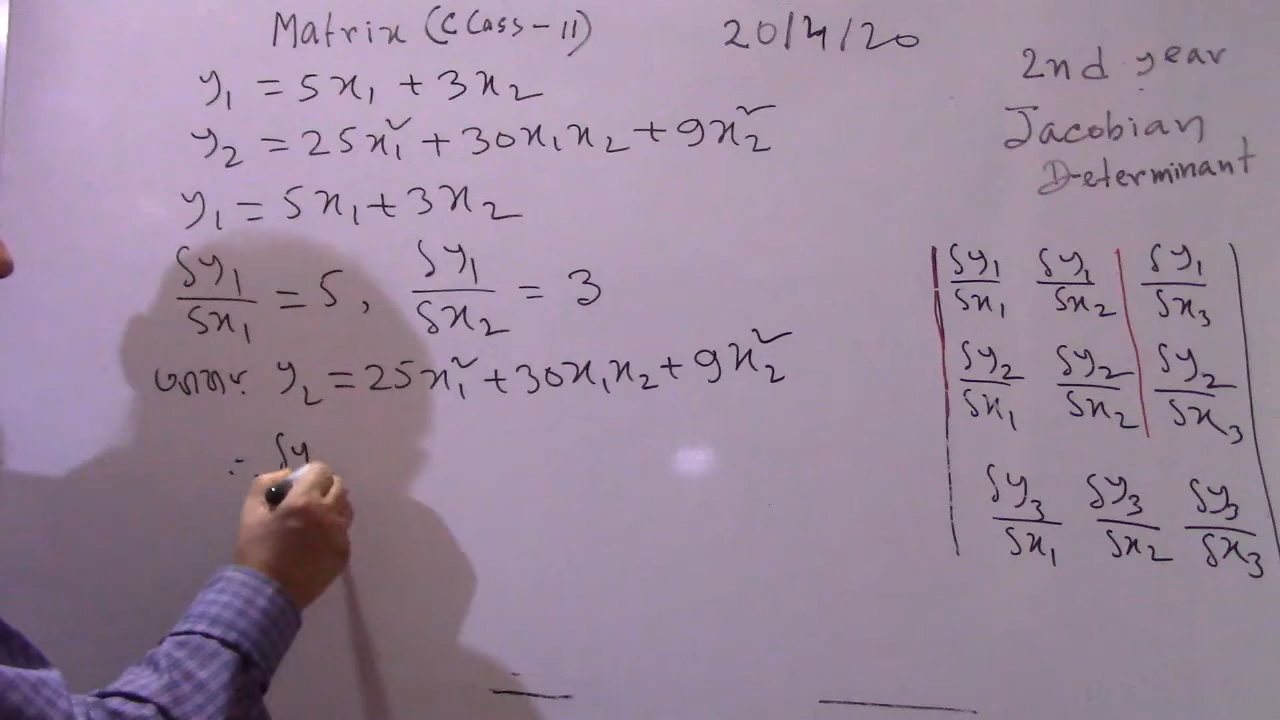 Matrix (Class-11) 20/4/20
y₁ = 5x₁ + 3x₂
y₂ = 25x₁² + 30x₁x₂ + 9x₂²
y₁ = 5x₁ + 3x₂
δy₁/δx₁ = 5, δy₁/δx₂ = 3
y₂ = 25x₁² + 30x₁x₂ + 9x₂²
∴ δy
2nd year
Jacobian
Determinant
δy₁/δx₁ δy₁/δx₂ δy₁/δx₃
δy₂/δx₁ δy₂/δx₂ δy₂/δx₃
δy₃/δx₁ δy₃/δx₂ δy₃/δx₃